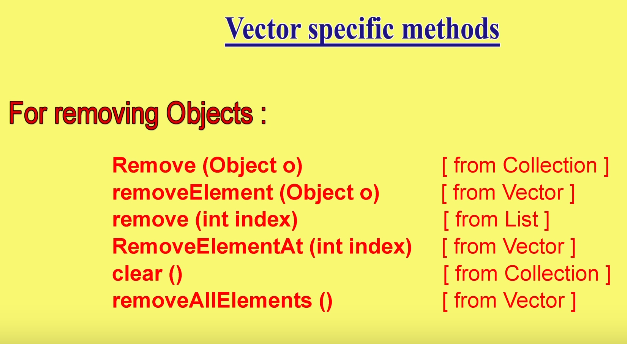 Vector specific methods
For removing Objects :
Remove (Object o) [ from Collection ]
removeElement (Object o) [ from Vector ]
remove (int index) [ from List ]
RemoveElementAt (int index) [ from Vector ]
clear () [ from Collection ]
removeAllElements () [ from Vector ]